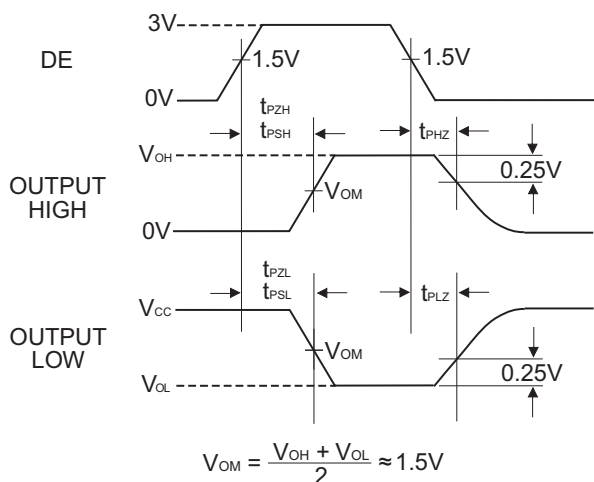 3V
DE
1.5V
1.5V
0V
tPZH
tPSH
tPHZ
VOH
0.25V
OUTPUT
HIGH
VOM
0V
tPZL
tPSL
tPLZ
VCC
OUTPUT
LOW
VOM
0.25V
VOL
VOM = VOH + VOL / 2 ≈ 1.5V